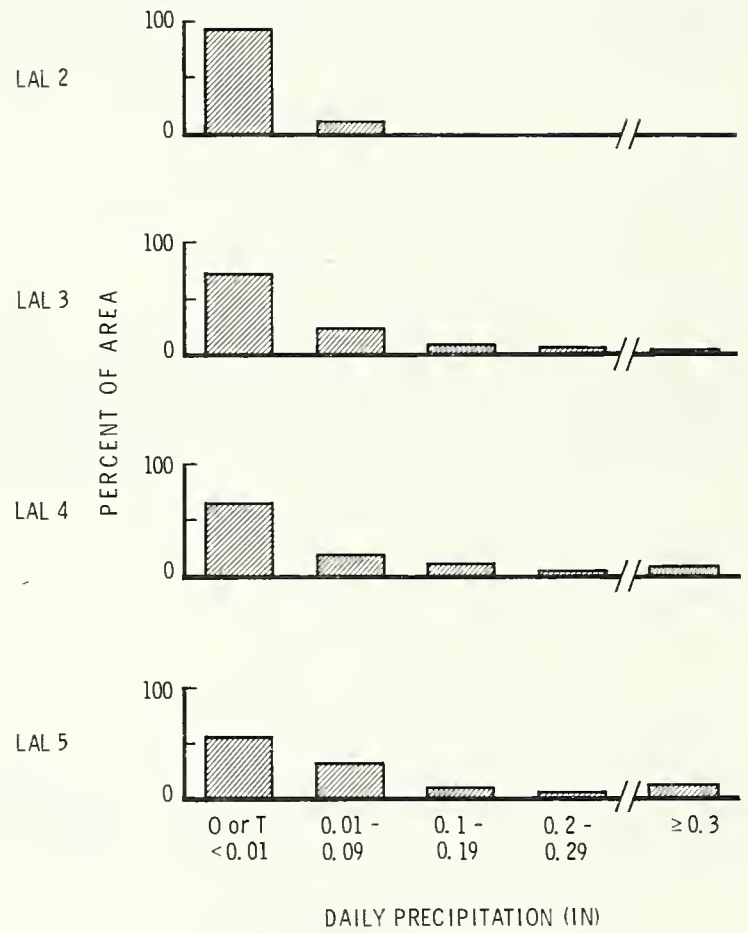 100
LAL 2
0
100
LAL 3
0
PERCENT OF AREA
100
LAL 4
0
100
LAL 5
0
0 or T 0.01 - 0.1 - 0.2 - ≥ 0.3
< 0.01 0.09 0.19 0.29
DAILY PRECIPITATION (IN)